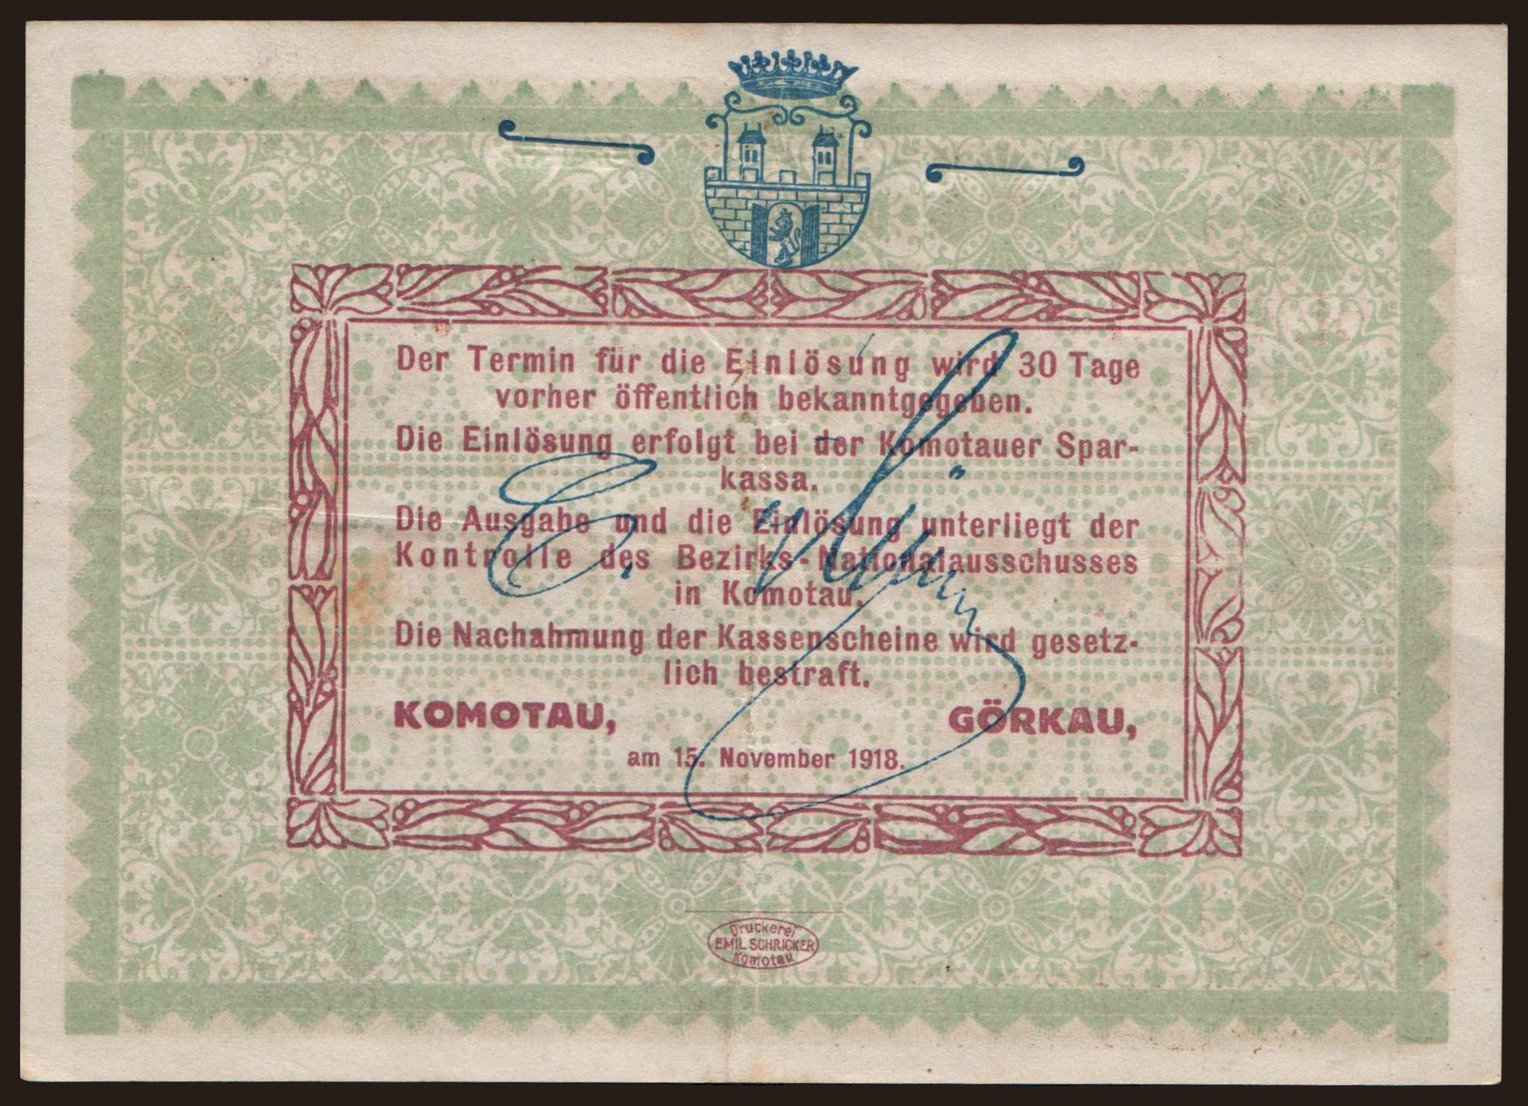 Der Termin für die Einlösung wird 30 Tage
vorher öffentlich bekanntgegeben.
Die Einlösung erfolgt bei der Komotauer Spar-
kassa.
Die Ausgabe und die Einlösung unterliegt der
Kontrolle des Bezirks-Nationalausschusses
in Komotau.
Die Nachahmung der Kassenscheine wird gesetz-
lich bestraft.
KOMOTAU, GÖRKAU,
am 15. November 1918.
Druckerei
EMIL SCHRICKER
Komotau